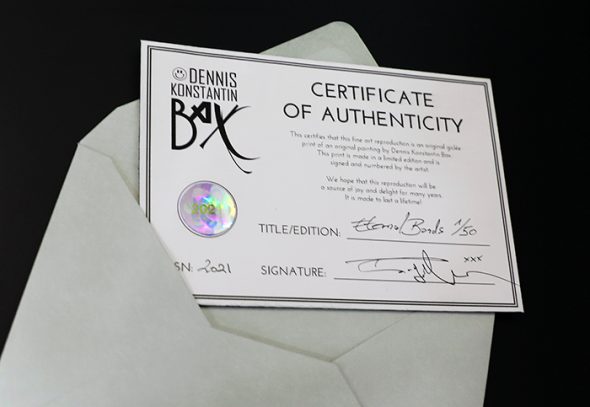 DENNIS
KONSTANTIN
BAX
CERTIFICATE
OF AUTHENTICITY
This certifies that this fine art reproduction is an original giclée
print of an original painting by Dennis Konstantin Bax.
This print is made in a limited edition and is
signed and numbered by the artist.
We hope that this reproduction will be
a source of joy and delight for many years.
It is made to last a lifetime!
TITLE/EDITION: Eternal Bonds 1/50
SN: 2021
SIGNATURE:
xxx